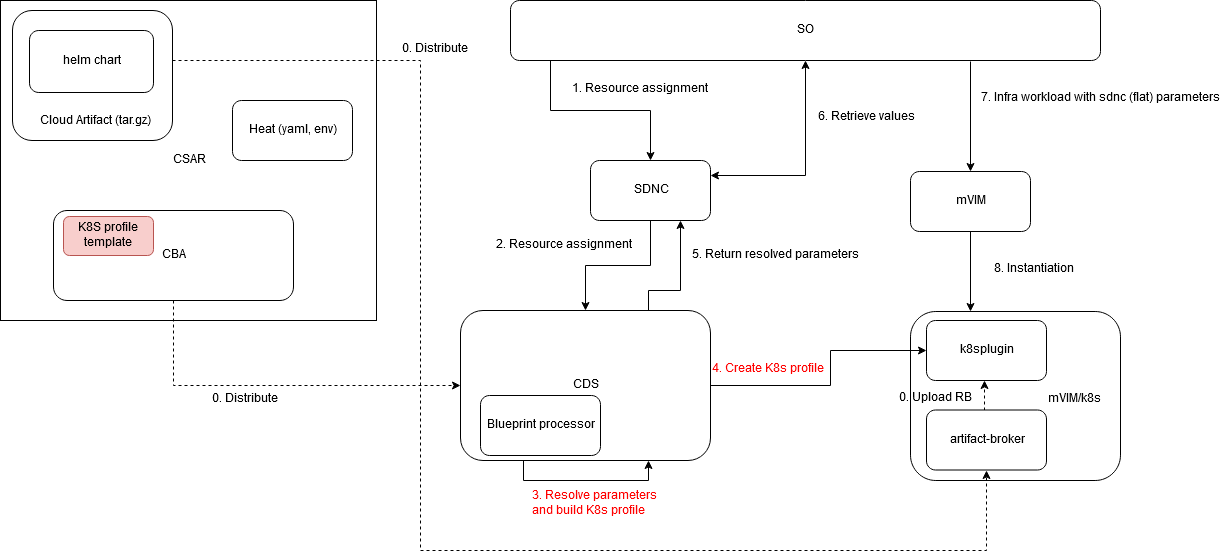 helm chart
Cloud Artifact (tar.gz)
Heat (yaml, env)
CSAR
K8S profile
template
CBA
0. Distribute
0. Distribute
SO
1. Resource assignment
6. Retrieve values
7. Infra workload with sdnc (flat) parameters
SDNC
mVIM
2. Resource assignment
5. Return resolved parameters
8. Instantiation
CDS
Blueprint processor
3. Resolve parameters
and build K8s profile
4. Create K8s profile
k8splugin
0. Upload RB
mVIM/k8s
artifact-broker